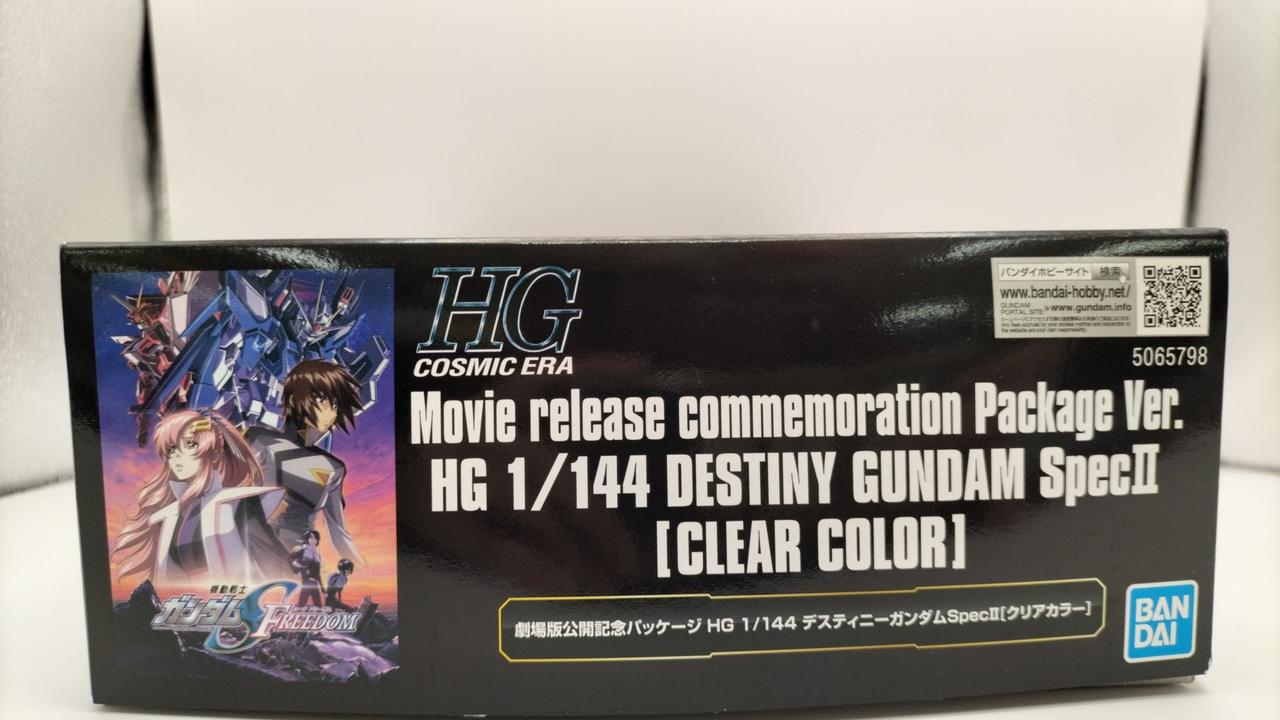 HG
COSMIC ERA
バンダイホビーサイト 検索
www.bandai-hobby.net/
GUNDAM
PORTAL SITE www.gundam.info
5065798
Movie release commemoration Package Ver.
HG 1/144 DESTINY GUNDAM SpecⅡ
[CLEAR COLOR]
劇場版公開記念パッケージ HG 1/144 デスティニーガンダムSpecⅡ[クリアカラー]
BAN
DAI
機動戦士
ガンダム SEED FREEDOM